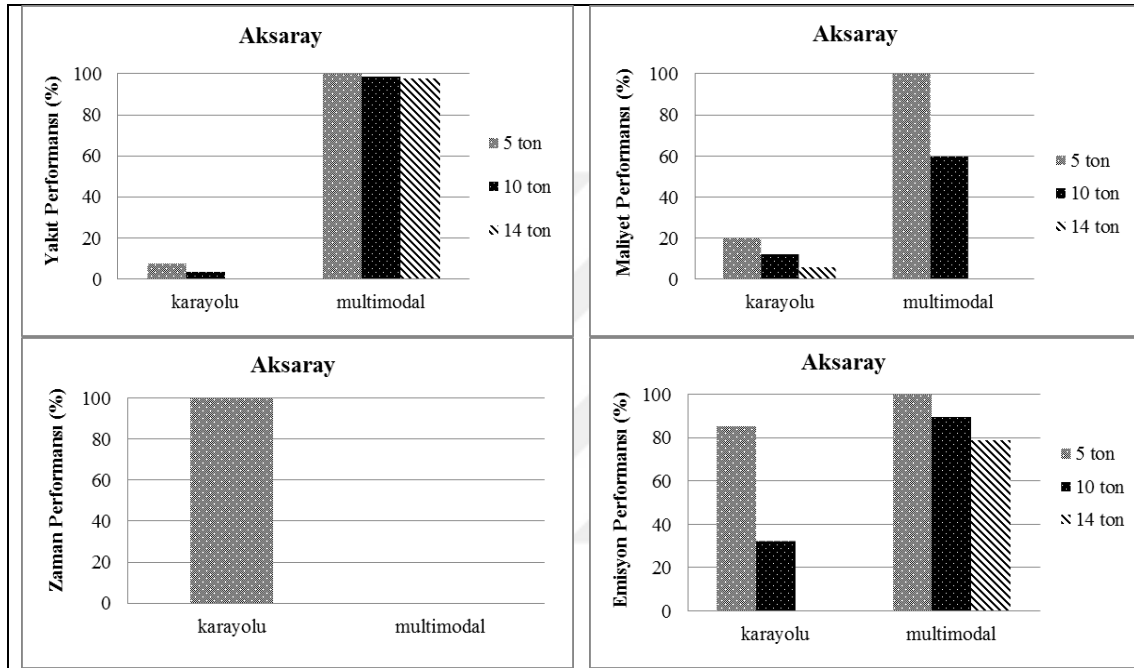 Aksaray
Yakıt Performansı (%)
100
80
60
40
20
0
karayolu multimodal
5 ton
10 ton
14 ton
Aksaray
Maliyet Performansı (%)
100
80
60
40
20
0
karayolu multimodal
5 ton
10 ton
14 ton
Aksaray
Zaman Performansı (%)
100
80
60
40
20
0
karayolu multimodal
Aksaray
Emisyon Performansı (%)
100
80
60
40
20
0
karayolu multimodal
5 ton
10 ton
14 ton